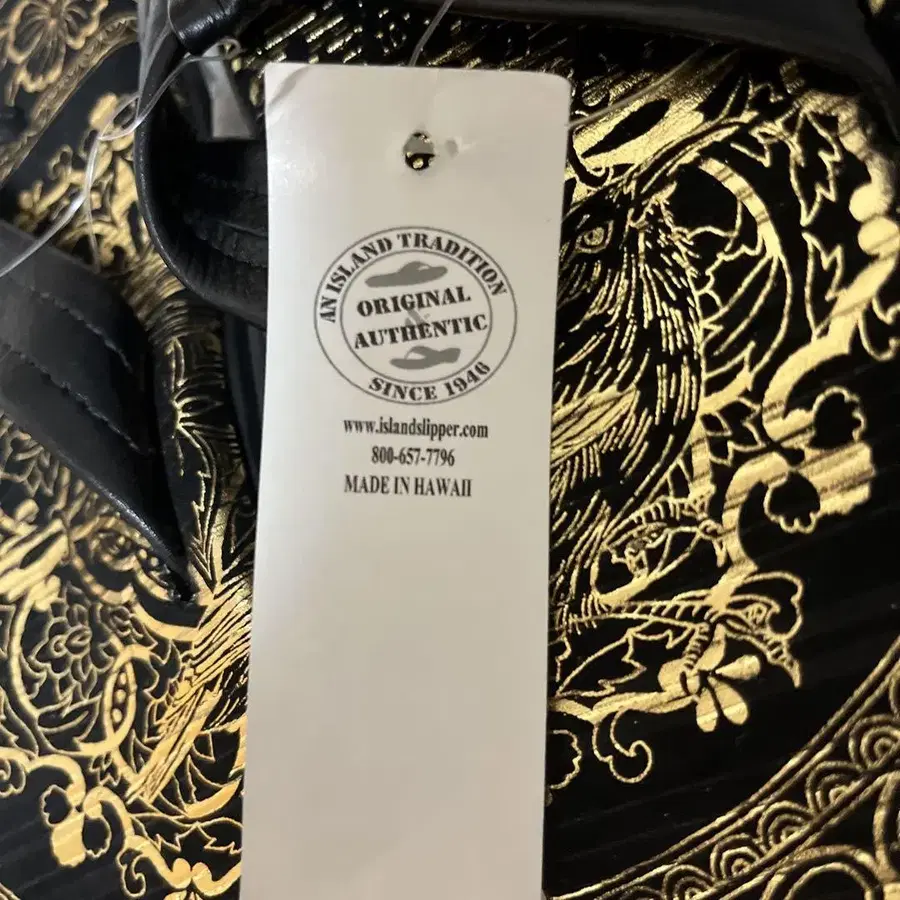 AN ISLAND TRADITION
ORIGINAL
&
AUTHENTIC
SINCE 1946
www.islandslipper.com
800-657-7796
MADE IN HAWAII